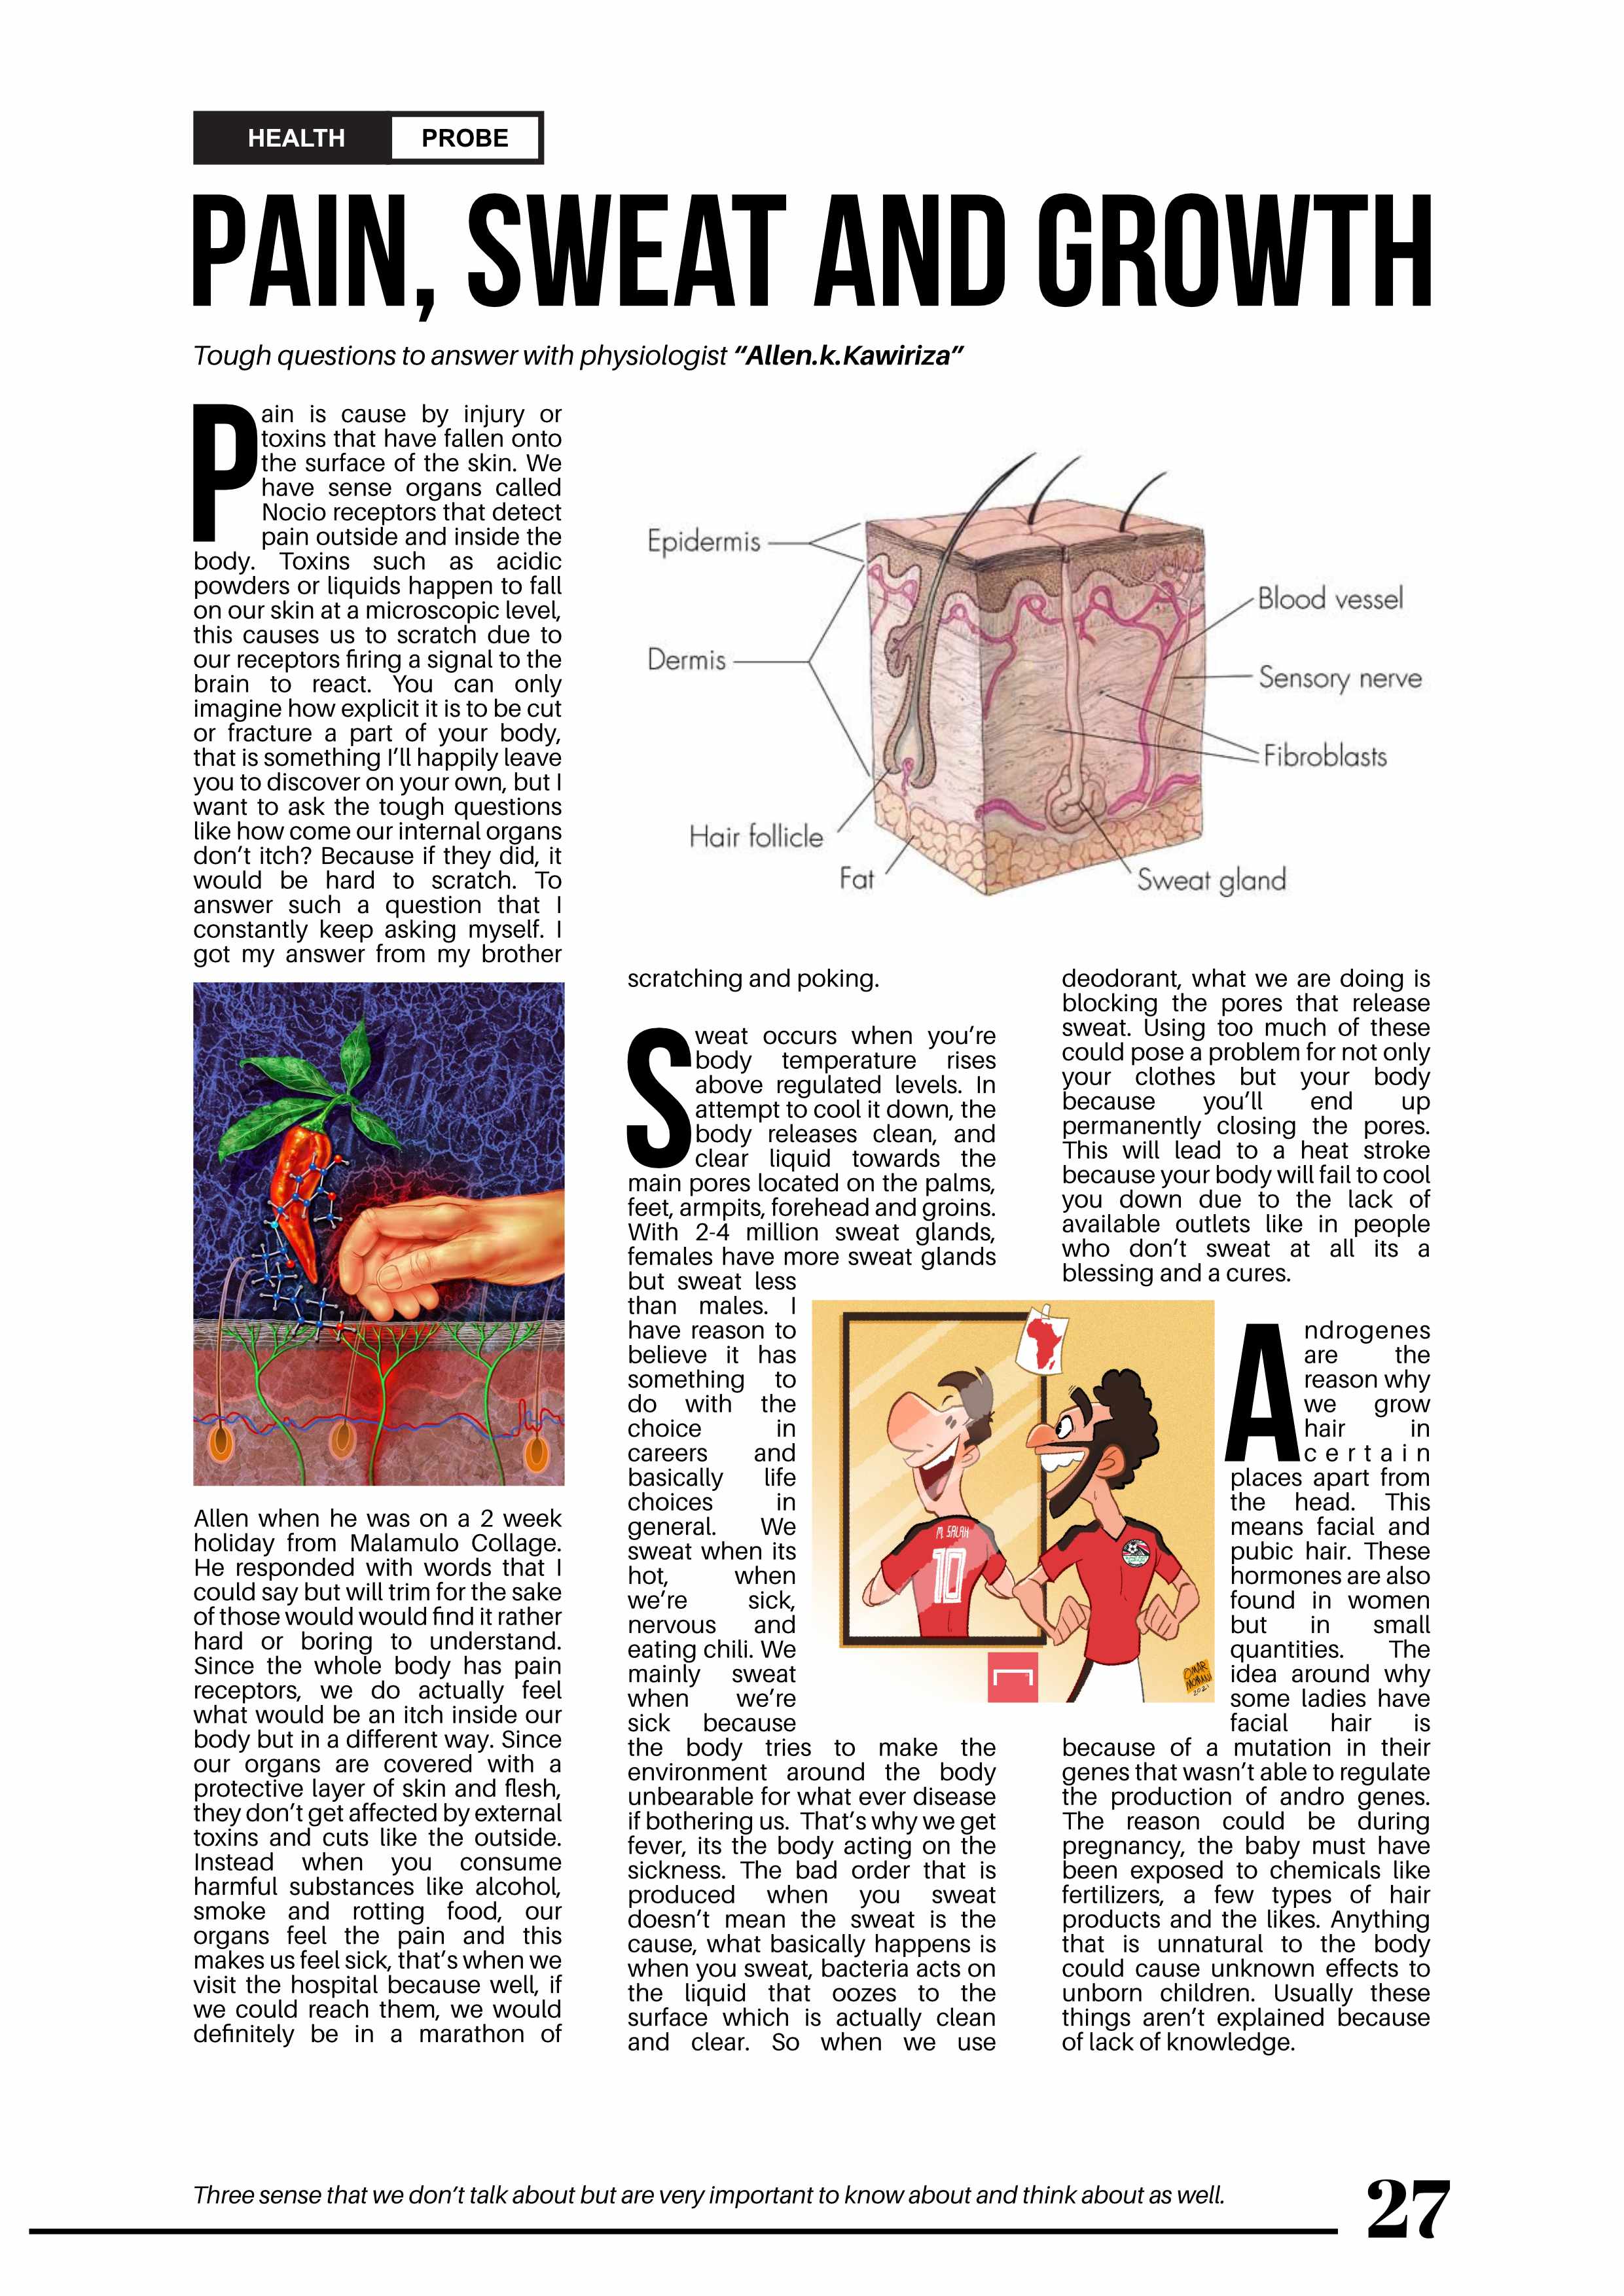 HEALTH PROBE
PAIN, SWEAT AND GROWTH
Tough questions to answer with physiologist “Allen.k.Kawiriza”
Pain is cause by injury or
toxins that have fallen onto
the surface of the skin. We
have sense organs called
Nocio receptors that detect
pain outside and inside the
body. Toxins such as acidic
powders or liquids happen to fall
on our skin at a microscopic level,
this causes us to scratch due to
our receptors firing a signal to the
brain to react. You can only
imagine how explicit it is to be cut
or fracture a part of your body,
that is something I’ll happily leave
you to discover on your own, but I
want to ask the tough questions
like how come our internal organs
don’t itch? Because if they did, it
would be hard to scratch. To
answer such a question that I
constantly keep asking myself. I
got my answer from my brother
Allen when he was on a 2 week
holiday from Malamulo Collage.
He responded with words that I
could say but will trim for the sake
of those would would find it rather
hard or boring to understand.
Since the whole body has pain
receptors, we do actually feel
what would be an itch inside our
body but in a different way. Since
our organs are covered with a
protective layer of skin and flesh,
they don’t get affected by external
toxins and cuts like the outside.
Instead when you consume
harmful substances like alcohol,
smoke and rotting food, our
organs feel the pain and this
makes us feel sick, that’s when we
visit the hospital because well, if
we could reach them, we would
definitely be in a marathon of
Epidermis
Dermis
Hair follicle
Fat
Blood vessel
Sensory nerve
Fibroblasts
Sweat gland
scratching and poking.
Sweat occurs when you’re
body temperature rises
above regulated levels. In
attempt to cool it down, the
body releases clean, and
clear liquid towards the
main pores located on the palms,
feet, armpits, forehead and groins.
With 2-4 million sweat glands,
females have more sweat glands
but sweat less
than males. I
have reason to
believe it has
something to
do with the
choice in
careers and
basically life
choices in
general. We
sweat when its
hot, when
we’re sick,
nervous and
eating chili. We
mainly sweat
when we’re
sick because
the body tries to make the
environment around the body
unbearable for what ever disease
if bothering us. That’s why we get
fever, its the body acting on the
sickness. The bad order that is
produced when you sweat
doesn’t mean the sweat is the
cause, what basically happens is
when you sweat, bacteria acts on
the liquid that oozes to the
surface which is actually clean
and clear. So when we use
M. SALAH
10
OMAR
MOMANI
2021
deodorant, what we are doing is
blocking the pores that release
sweat. Using too much of these
could pose a problem for not only
your clothes but your body
because you’ll end up
permanently closing the pores.
This will lead to a heat stroke
because your body will fail to cool
you down due to the lack of
available outlets like in people
who don’t sweat at all its a
blessing and a cures.
Androgenes
are the
reason why
we grow
hair in
certain
places apart from
the head. This
means facial and
pubic hair. These
hormones are also
found in women
but in small
quantities. The
idea around why
some ladies have
facial hair is
because of a mutation in their
genes that wasn’t able to regulate
the production of andro genes.
The reason could be during
pregnancy, the baby must have
been exposed to chemicals like
fertilizers, a few types of hair
products and the likes. Anything
that is unnatural to the body
could cause unknown effects to
unborn children. Usually these
things aren’t explained because
of lack of knowledge.
Three sense that we don’t talk about but are very important to know about and think about as well.
27